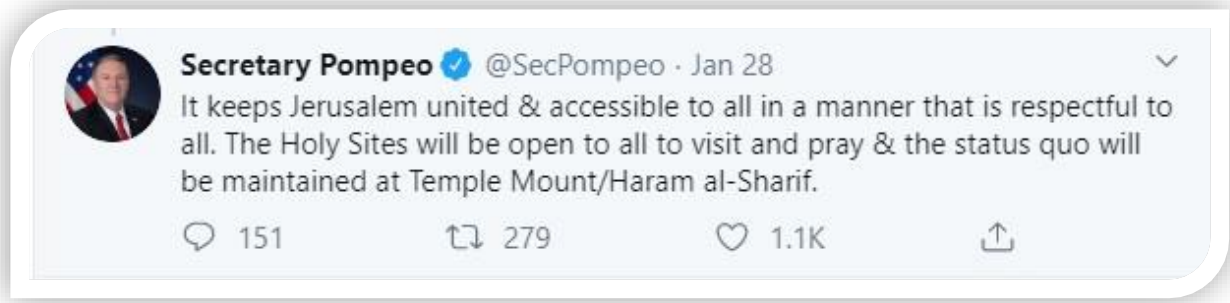 Secretary Pompeo @SecPompeo · Jan 28
It keeps Jerusalem united & accessible to all in a manner that is respectful to
all. The Holy Sites will be open to all to visit and pray & the status quo will
be maintained at Temple Mount/Haram al-Sharif.
151 279 1.1K